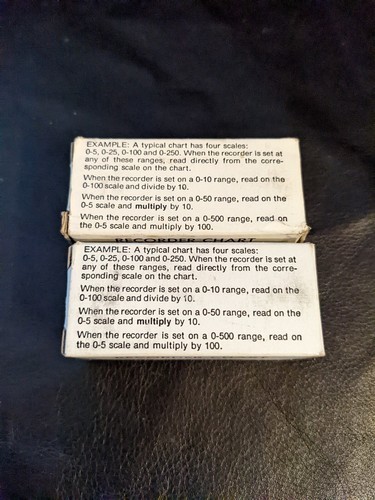 EXAMPLE: A typical chart has four scales:
0-5, 0-25, 0-100 and 0-250. When the recorder is set at
any of these ranges, read directly from the corre-
sponding scale on the chart.
When the recorder is set on a 0-10 range, read on the
0-100 scale and divide by 10.
When the recorder is set on a 0-50 range, read on the
0-5 scale and multiply by 10.
When the recorder is set on a 0-500 range, read on
the 0-5 scale and multiply by 100.
RECORDER CHART
EXAMPLE: A typical chart has four scales:
0-5, 0-25, 0-100 and 0-250. When the recorder is set at
any of these ranges, read directly from the corre-
sponding scale on the chart.
When the recorder is set on a 0-10 range, read on the
0-100 scale and divide by 10.
When the recorder is set on a 0-50 range, read on the
0-5 scale and multiply by 10.
When the recorder is set on a 0-500 range, read on
the 0-5 scale and multiply by 100.